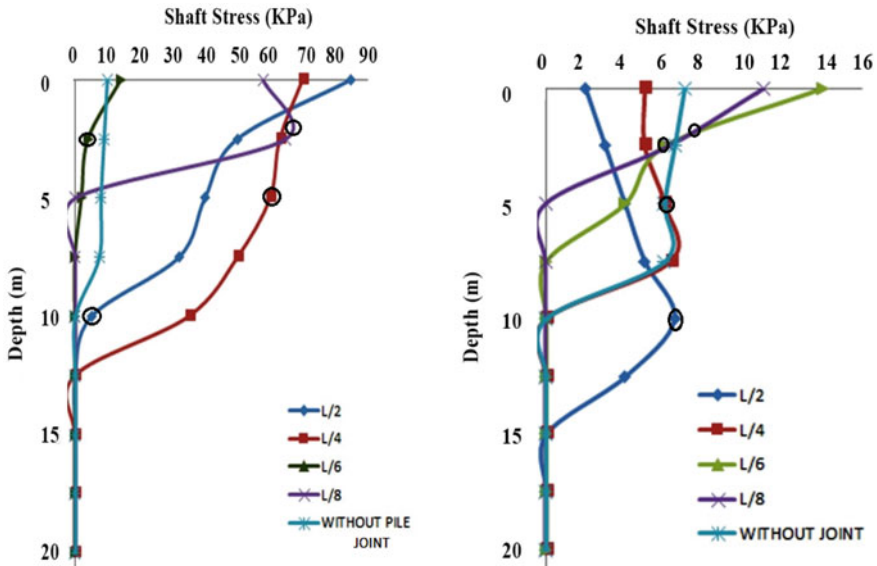 Shaft Stress (KPa)
0 10 20 30 40 50 60 70 80 90
0
5
10
15
20
Depth (m)
L/2
L/4
L/6
L/8
WITHOUT PILE
JOINT
Shaft Stress (KPa)
0 2 4 6 8 10 12 14 16
0
5
10
15
20
Depth (m)
L/2
L/4
L/6
L/8
WITHOUT JOINT